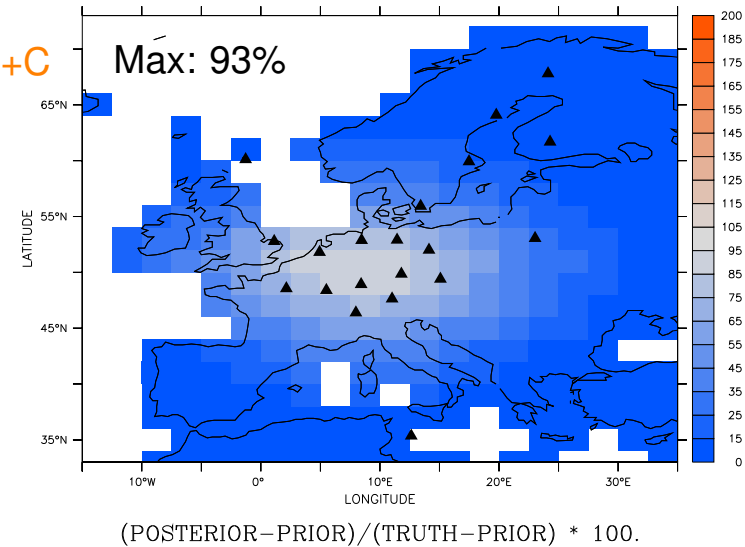 +C
Max: 93%
65°N
55°N
45°N
35°N
LATITUDE
10°W
0°
10°E
20°E
30°E
LONGITUDE
200
185
175
165
155
145
135
125
115
105
95
85
75
65
55
45
35
25
15
0
(POSTERIOR−PRIOR)/(TRUTH−PRIOR) * 100.